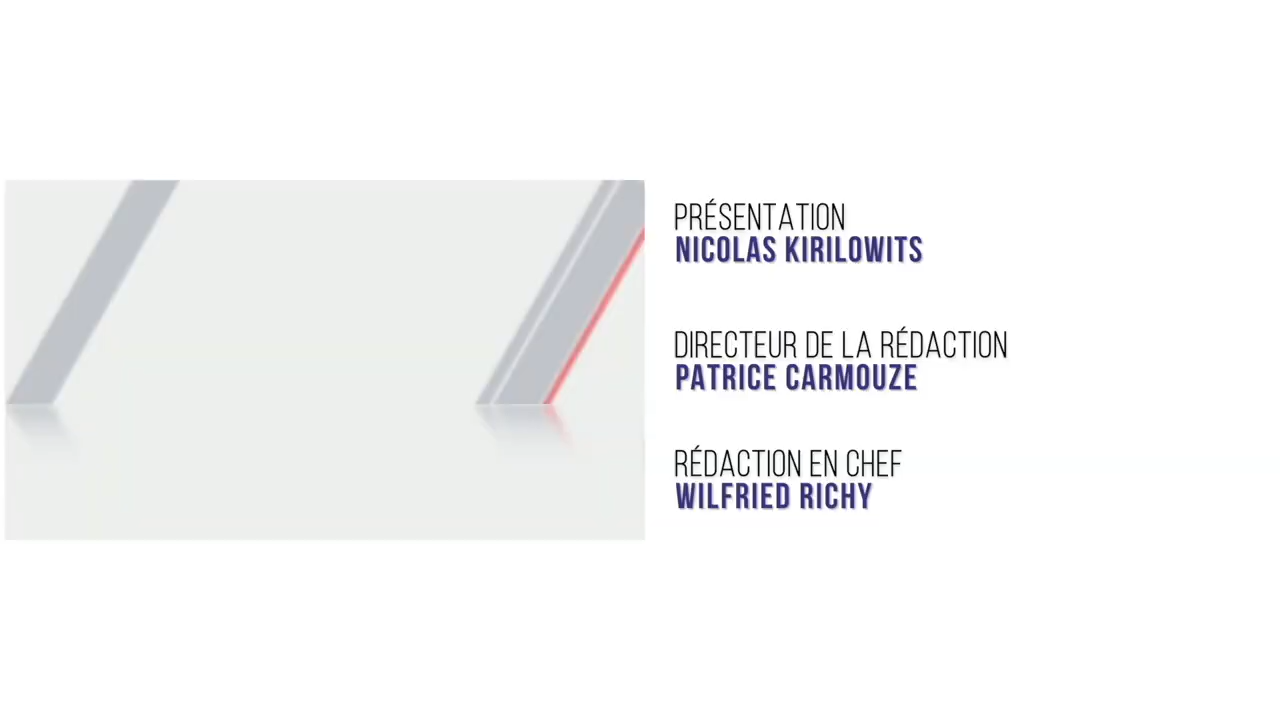 PRÉSENTATION
NICOLAS KIRILOWITS
DIRECTEUR DE LA RÉDACTION
PATRICE CARMOUZE
RÉDACTION EN CHEF
WILFRIED RICHY